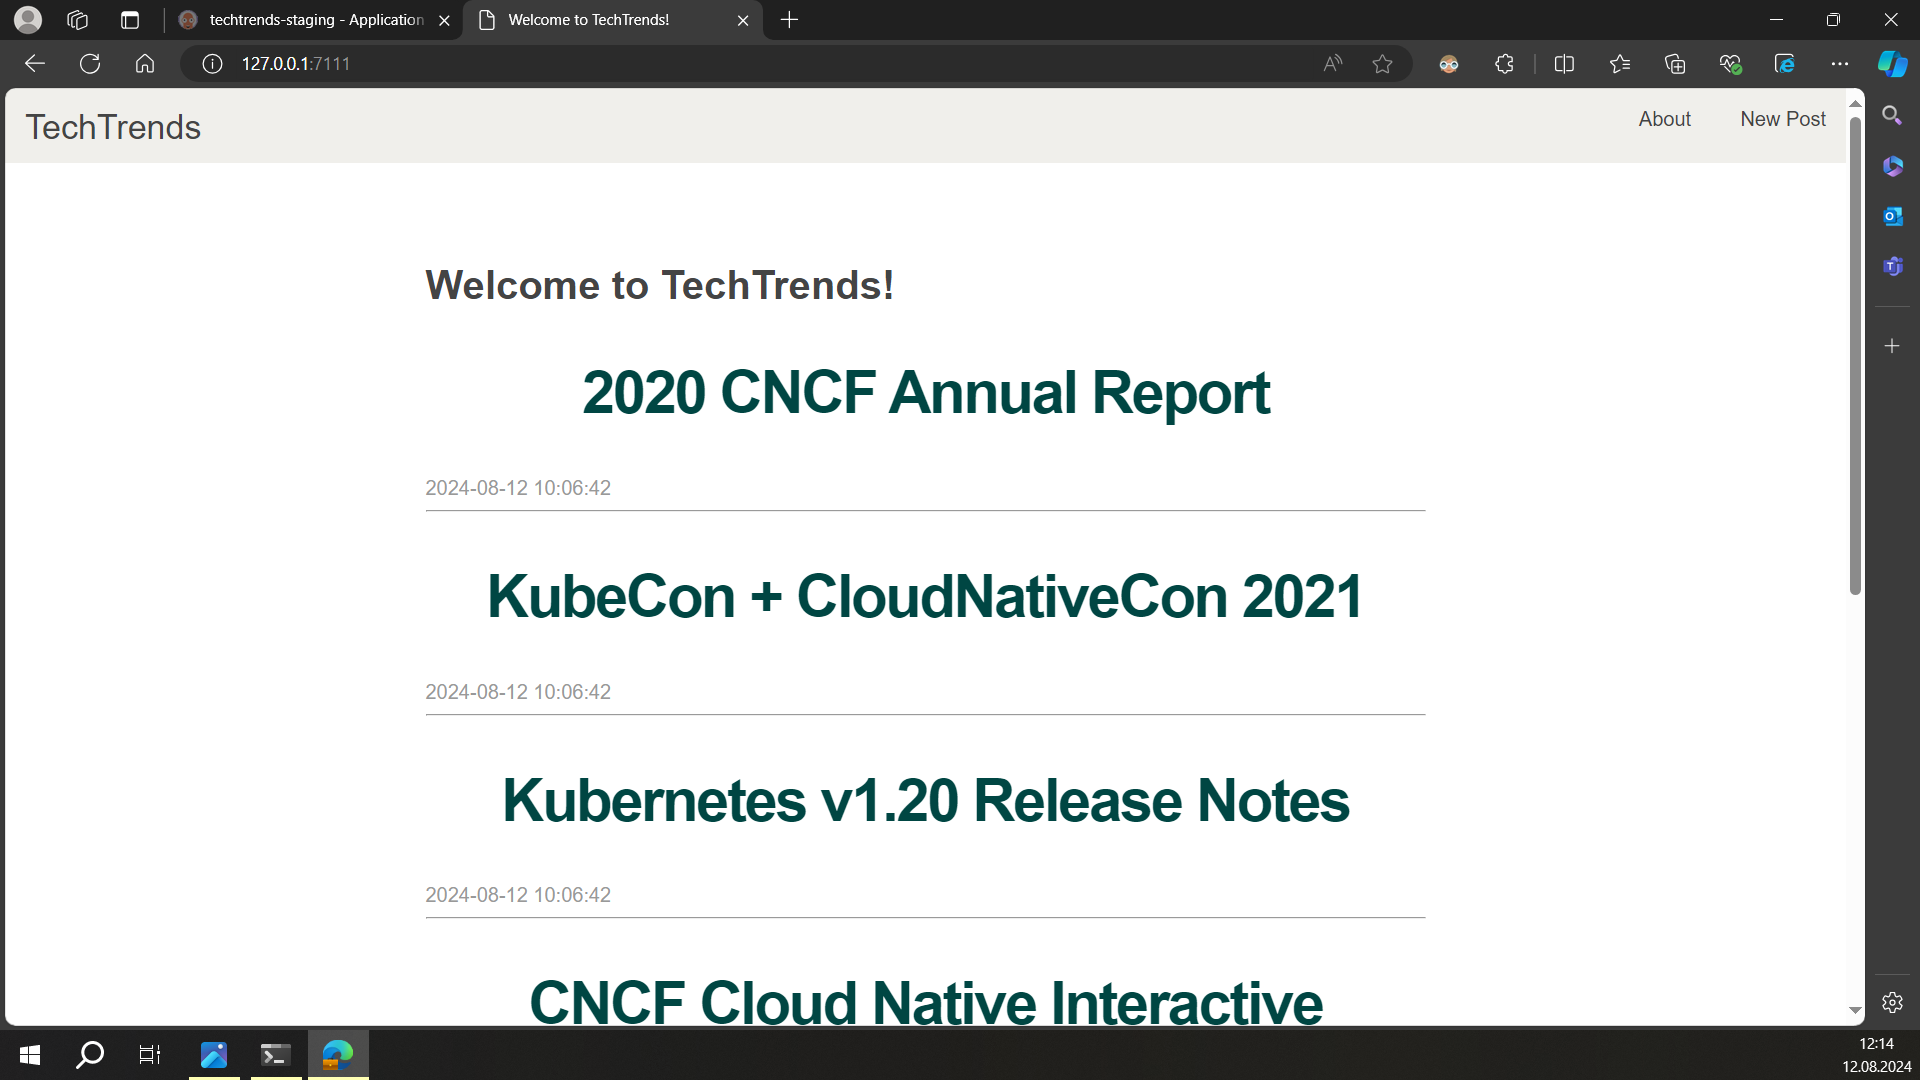 techtrends-staging - Application
Welcome to TechTrends!
127.0.0.1:7111
TechTrends
About
New Post
Welcome to TechTrends!
2020 CNCF Annual Report
2024-08-12 10:06:42
KubeCon + CloudNativeCon 2021
2024-08-12 10:06:42
Kubernetes v1.20 Release Notes
2024-08-12 10:06:42
CNCF Cloud Native Interactive
12:14
12.08.2024